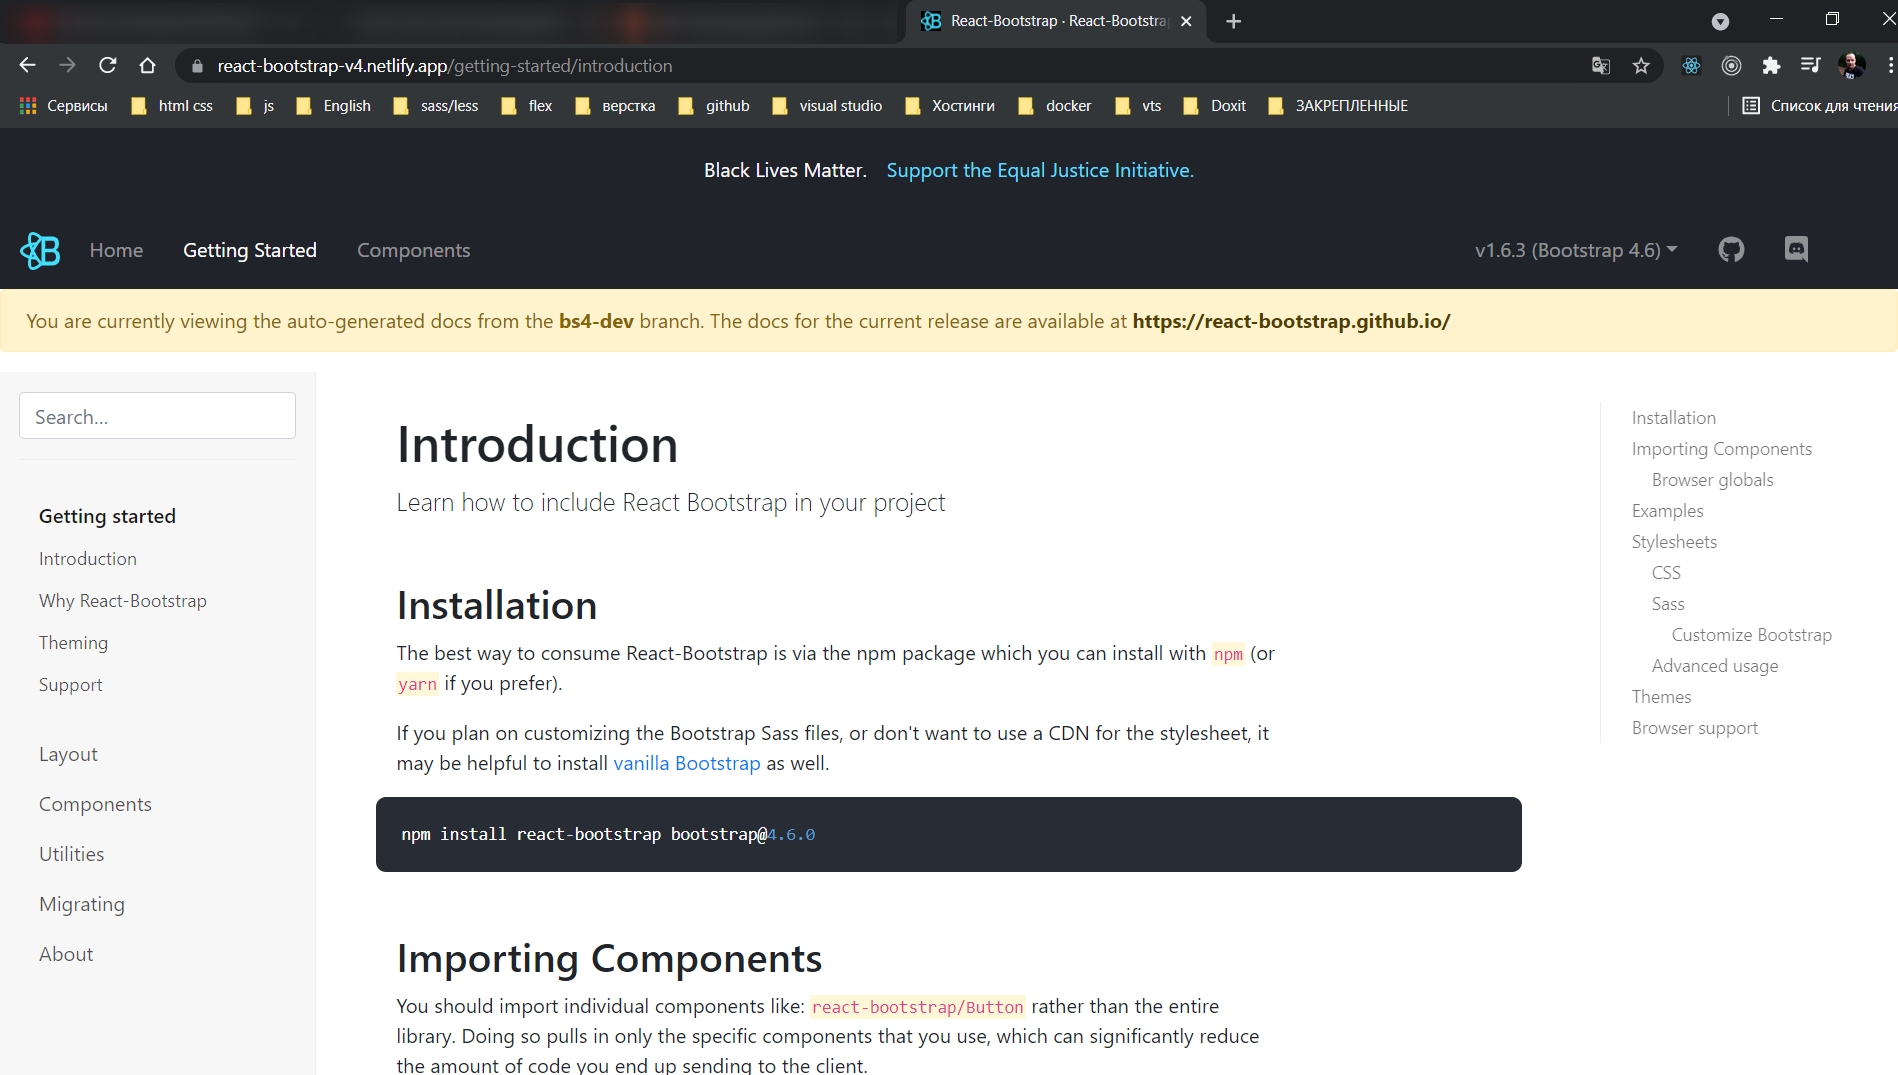 React-Bootstrap · React-Bootstra
react-bootstrap-v4.netlify.app/getting-started/introduction
Сервисы html css js English sass/less flex верстка github visual studio Хостинги docker vts Doxit ЗАКРЕПЛЕННЫЕ Список для чтения
Black Lives Matter. Support the Equal Justice Initiative.
Home Getting Started Components v1.6.3 (Bootstrap 4.6)
You are currently viewing the auto-generated docs from the bs4-dev branch. The docs for the current release are available at https://react-bootstrap.github.io/
Search...
Getting started
Introduction
Why React-Bootstrap
Theming
Support
Layout
Components
Utilities
Migrating
About
Introduction
Learn how to include React Bootstrap in your project
Installation
The best way to consume React-Bootstrap is via the npm package which you can install with npm (or
yarn if you prefer).
If you plan on customizing the Bootstrap Sass files, or don't want to use a CDN for the stylesheet, it
may be helpful to install vanilla Bootstrap as well.
npm install react-bootstrap bootstrap@4.6.0
Importing Components
You should import individual components like: react-bootstrap/Button rather than the entire
library. Doing so pulls in only the specific components that you use, which can significantly reduce
the amount of code you end up sending to the client.
Installation
Importing Components
Browser globals
Examples
Stylesheets
CSS
Sass
Customize Bootstrap
Advanced usage
Themes
Browser support